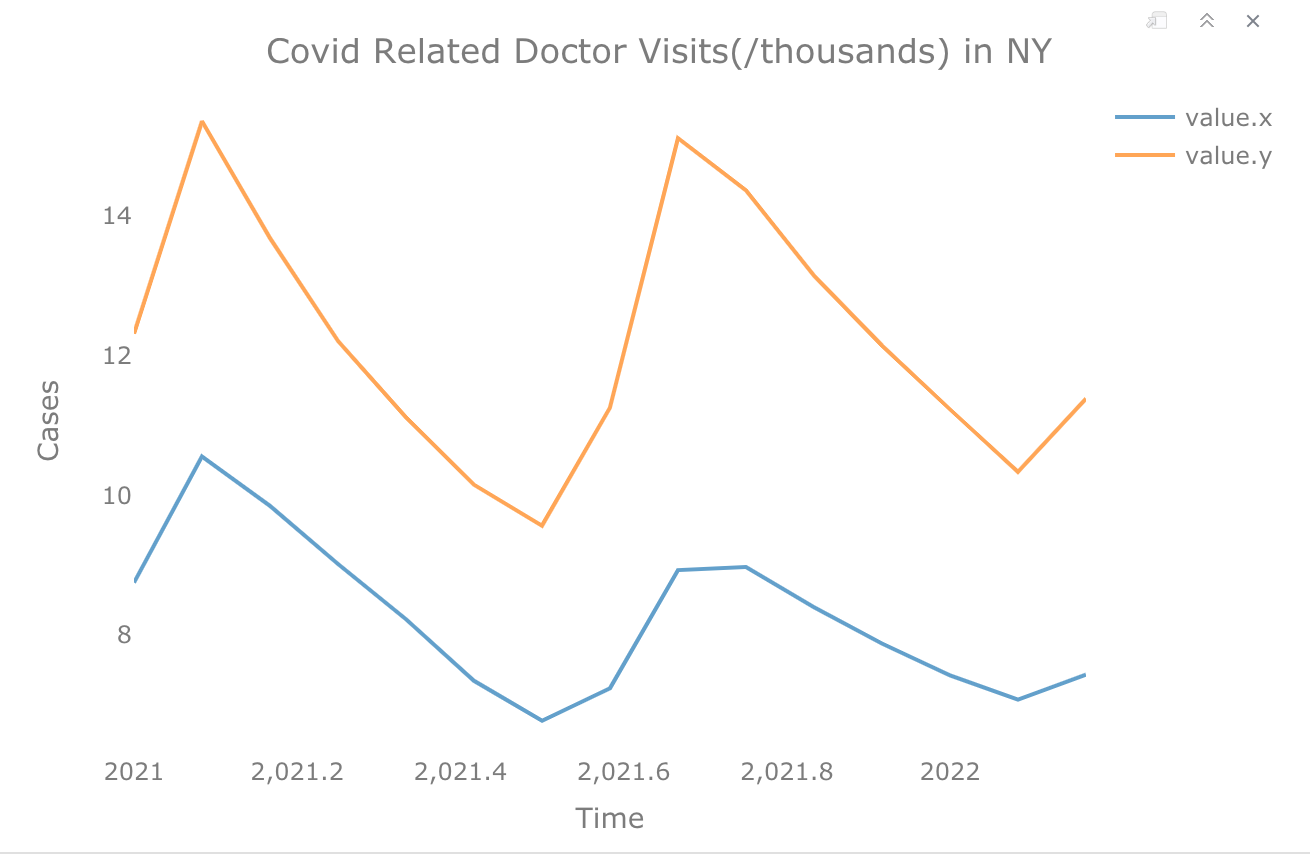 Covid Related Doctor Visits(/thousands) in NY
value.x
value.y
14
12
10
8
Cases
2021
2,021.2
2,021.4
2,021.6
2,021.8
2022
Time